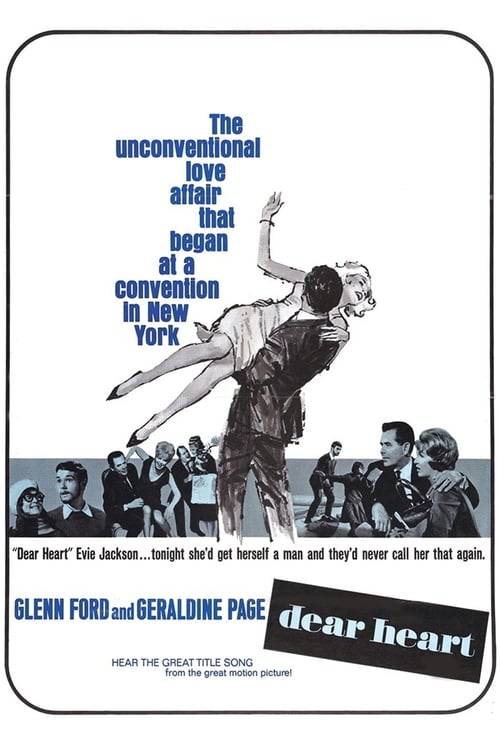 The
unconventional
love
affair
that
began
at a
convention
in New
York
"Dear Heart" Evie Jackson...tonight she'd get herself a man and they'd never call her that again.
GLENN FORD and GERALDINE PAGE
dear heart
HEAR THE GREAT TITLE SONG
from the great motion picture!